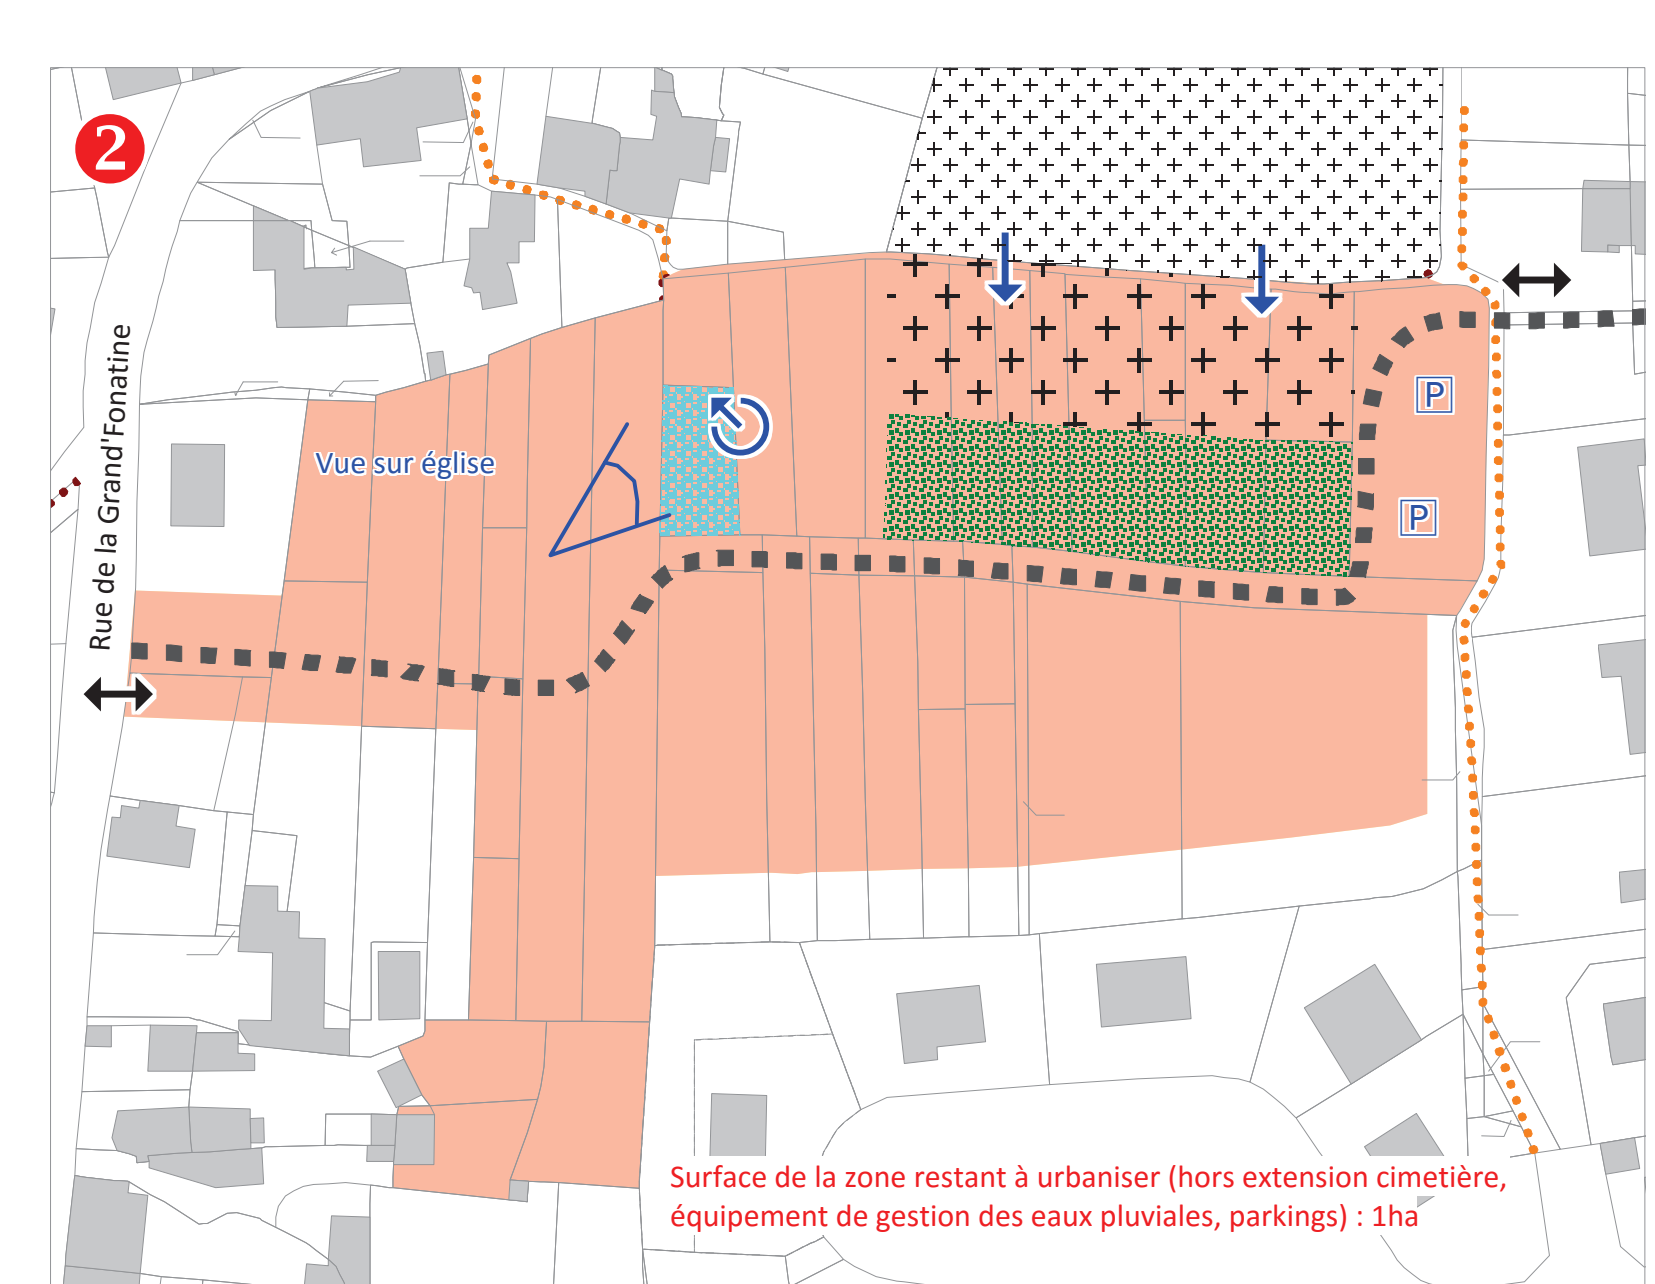 2
Rue de la Grand'Fonatine
Vue sur église
P
P
Surface de la zone restant à urbaniser (hors extension cimetière,
équipement de gestion des eaux pluviales, parkings) : 1ha